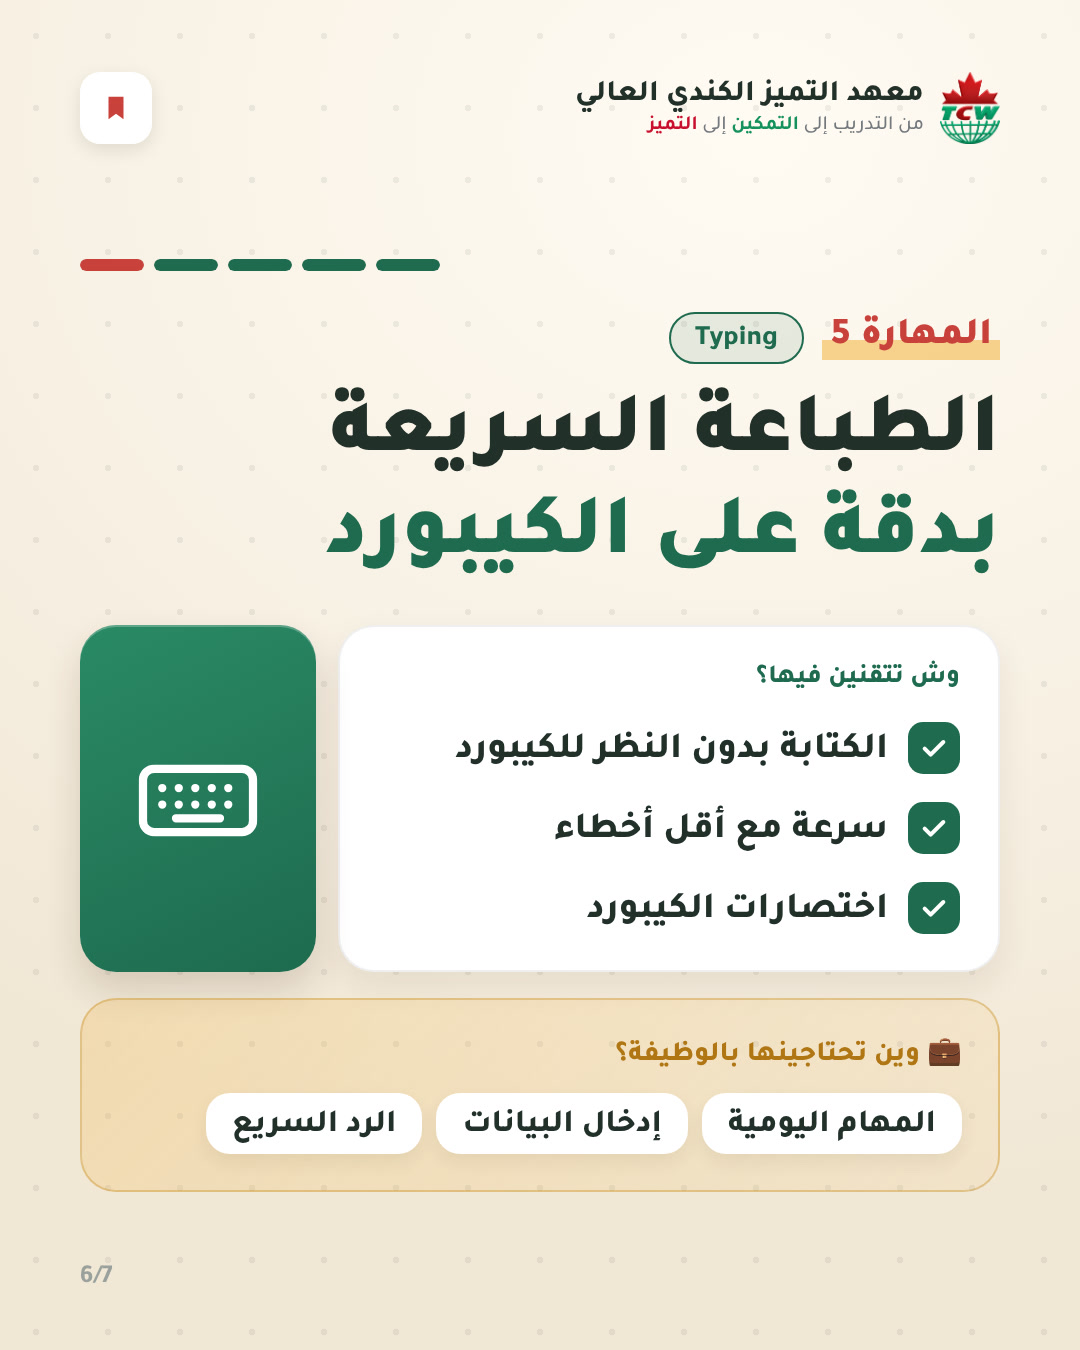 معهد التميز الكندي العالي
من التدريب إلى التمكين إلى التميز
TCW
المهارة 5
Typing
الطباعة السريعة
بدقة على الكيبورد
وش تتقنين فيها؟
الكتابة بدون النظر للكيبورد
سرعة مع أقل أخطاء
اختصارات الكيبورد
💼 وين تحتاجينها بالوظيفة؟
المهام اليومية
إدخال البيانات
الرد السريع
6/7